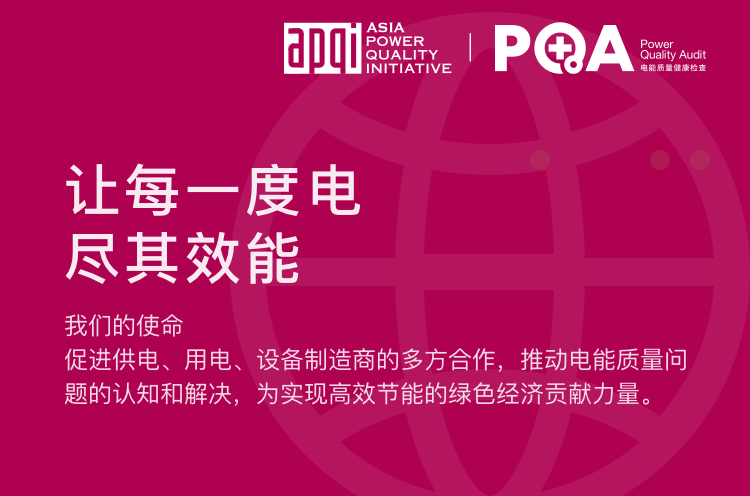 apqi
ASIA
POWER
QUALITY
INITIATIVE
PQA
Power
Quality Audit
电能质量健康检查
让每一度电
尽其效能
我们的使命
促进供电、用电、设备制造商的多方合作，推动电能质量问
题的认知和解决，为实现高效节能的绿色经济贡献力量。